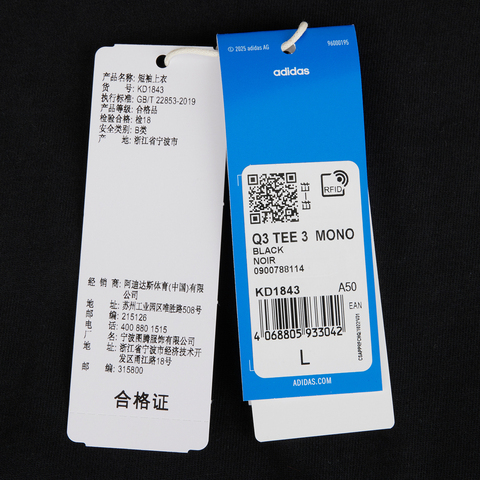 产品名称: 短袖上衣
货 号: KD1843
执行标准: GB/T 22853-2019
产品等级: 合格品
检验合格: 检18
安全类别: B类
产 地: 浙江省宁波市
经 销 商: 阿迪达斯体育(中国)有限公司
地 址: 苏州工业园区唯胜路508号
邮 编: 215126
电 话: 400 880 1515
厂 名: 宁波圈腾服饰有限公司
地 址: 浙江省宁波市经济技术开发区甬江路18号
邮 编: 315800
合格证
© 2025 adidas AG
96000195
adidas
RFID
Q3 TEE 3 MONO
BLACK
NOIR
0900788114
KD1843 A50
EAN
4 068805 933042
L
ADIDAS.COM